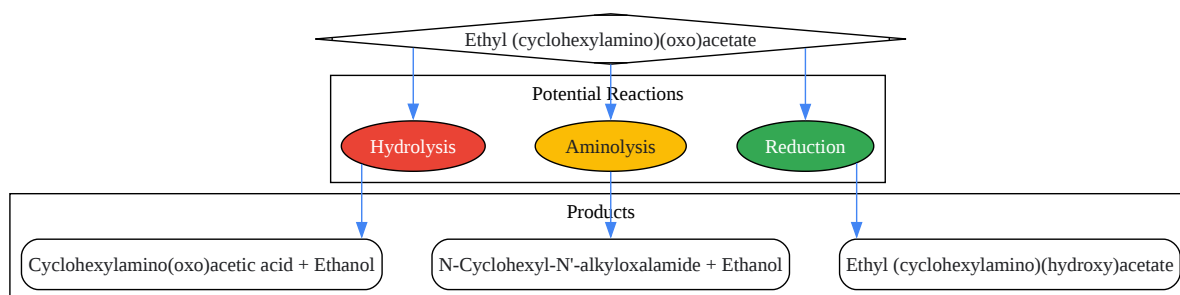 Ethyl (cyclohexylamino)(oxo)acetate
Potential Reactions
Hydrolysis
Aminolysis
Reduction
Products
Cyclohexylamino(oxo)acetic acid + Ethanol
N-Cyclohexyl-N'-alkyloxalamide + Ethanol
Ethyl (cyclohexylamino)(hydroxy)acetate